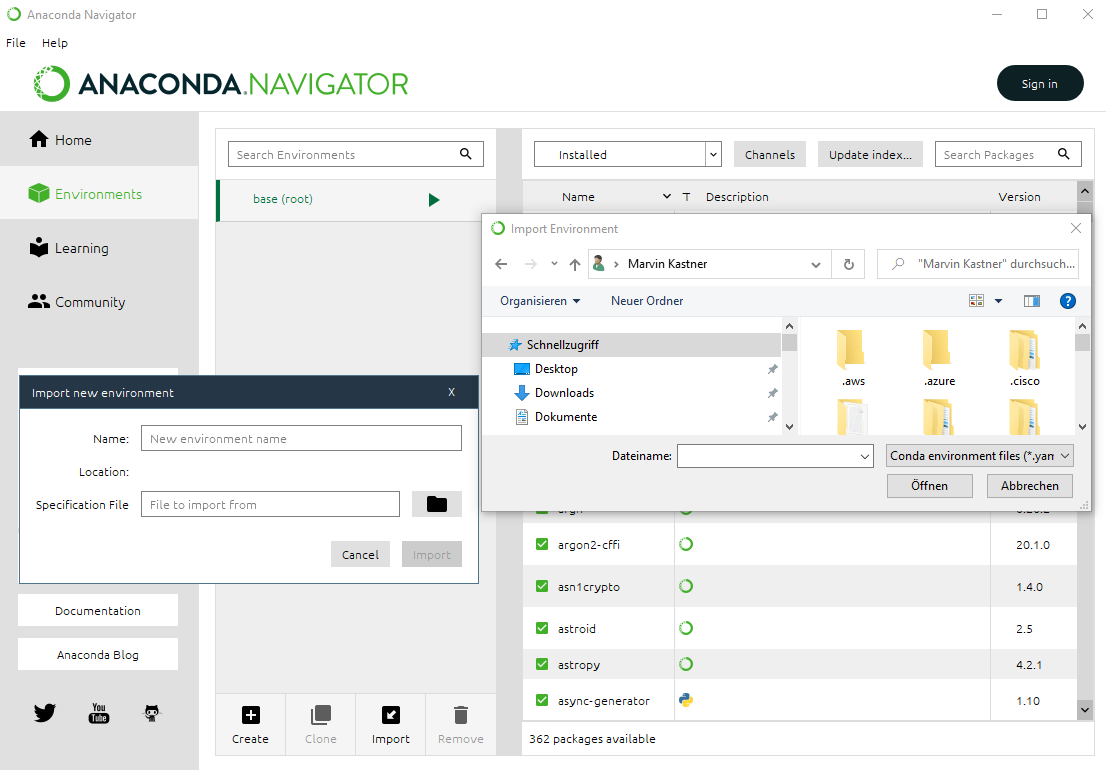 Anaconda Navigator
File Help
ANACONDA.NAVIGATOR
Sign in
Home
Environments
Learning
Community
Documentation
Anaconda Blog
You
Tube
Search Environments
base (root)
Create
Clone
Import
Remove
Installed
Channels
Update index...
Search Packages
Name
T
Description
Version
argon2-cffi
20.1.0
asn1crypto
1.4.0
astroid
2.5
astropy
4.2.1
async-generator
1.10
362 packages available
Import new environment
X
Name:
New environment name
Location:
Specification File
File to import from
Cancel
Import
Import Environment
Marvin Kastner
"Marvin Kastner" durchsuch...
Organisieren
Neuer Ordner
?
Schnellzugriff
Desktop
Downloads
Dokumente
.aws
.azure
.cisco
Dateiname:
Conda environment files (*.yam
Öffnen
Abbrechen